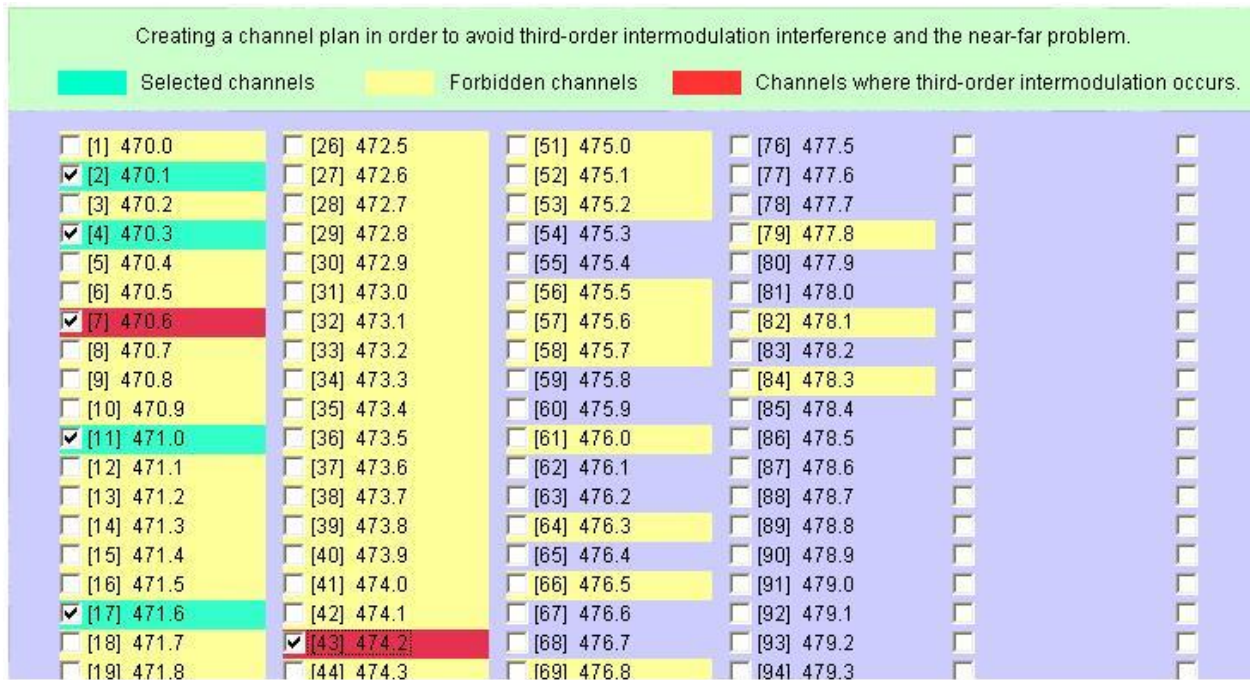 Creating a channel plan in order to avoid third-order intermodulation interference and the near-far problem.
Selected channels Forbidden channels Channels where third-order intermodulation occurs.
[1] 470.0 [26] 472.5 [51] 475.0 [76] 477.5
[2] 470.1 [27] 472.6 [52] 475.1 [77] 477.6
[3] 470.2 [28] 472.7 [53] 475.2 [78] 477.7
[4] 470.3 [29] 472.8 [54] 475.3 [79] 477.8
[5] 470.4 [30] 472.9 [55] 475.4 [80] 477.9
[6] 470.5 [31] 473.0 [56] 475.5 [81] 478.0
[7] 470.6 [32] 473.1 [57] 475.6 [82] 478.1
[8] 470.7 [33] 473.2 [58] 475.7 [83] 478.2
[9] 470.8 [34] 473.3 [59] 475.8 [84] 478.3
[10] 470.9 [35] 473.4 [60] 475.9 [85] 478.4
[11] 471.0 [36] 473.5 [61] 476.0 [86] 478.5
[12] 471.1 [37] 473.6 [62] 476.1 [87] 478.6
[13] 471.2 [38] 473.7 [63] 476.2 [88] 478.7
[14] 471.3 [39] 473.8 [64] 476.3 [89] 478.8
[15] 471.4 [40] 473.9 [65] 476.4 [90] 478.9
[16] 471.5 [41] 474.0 [66] 476.5 [91] 479.0
[17] 471.6 [42] 474.1 [67] 476.6 [92] 479.1
[18] 471.7 [43] 474.2 [68] 476.7 [93] 479.2
[19] 471.8 [44] 474.3 [69] 476.8 [94] 479.3